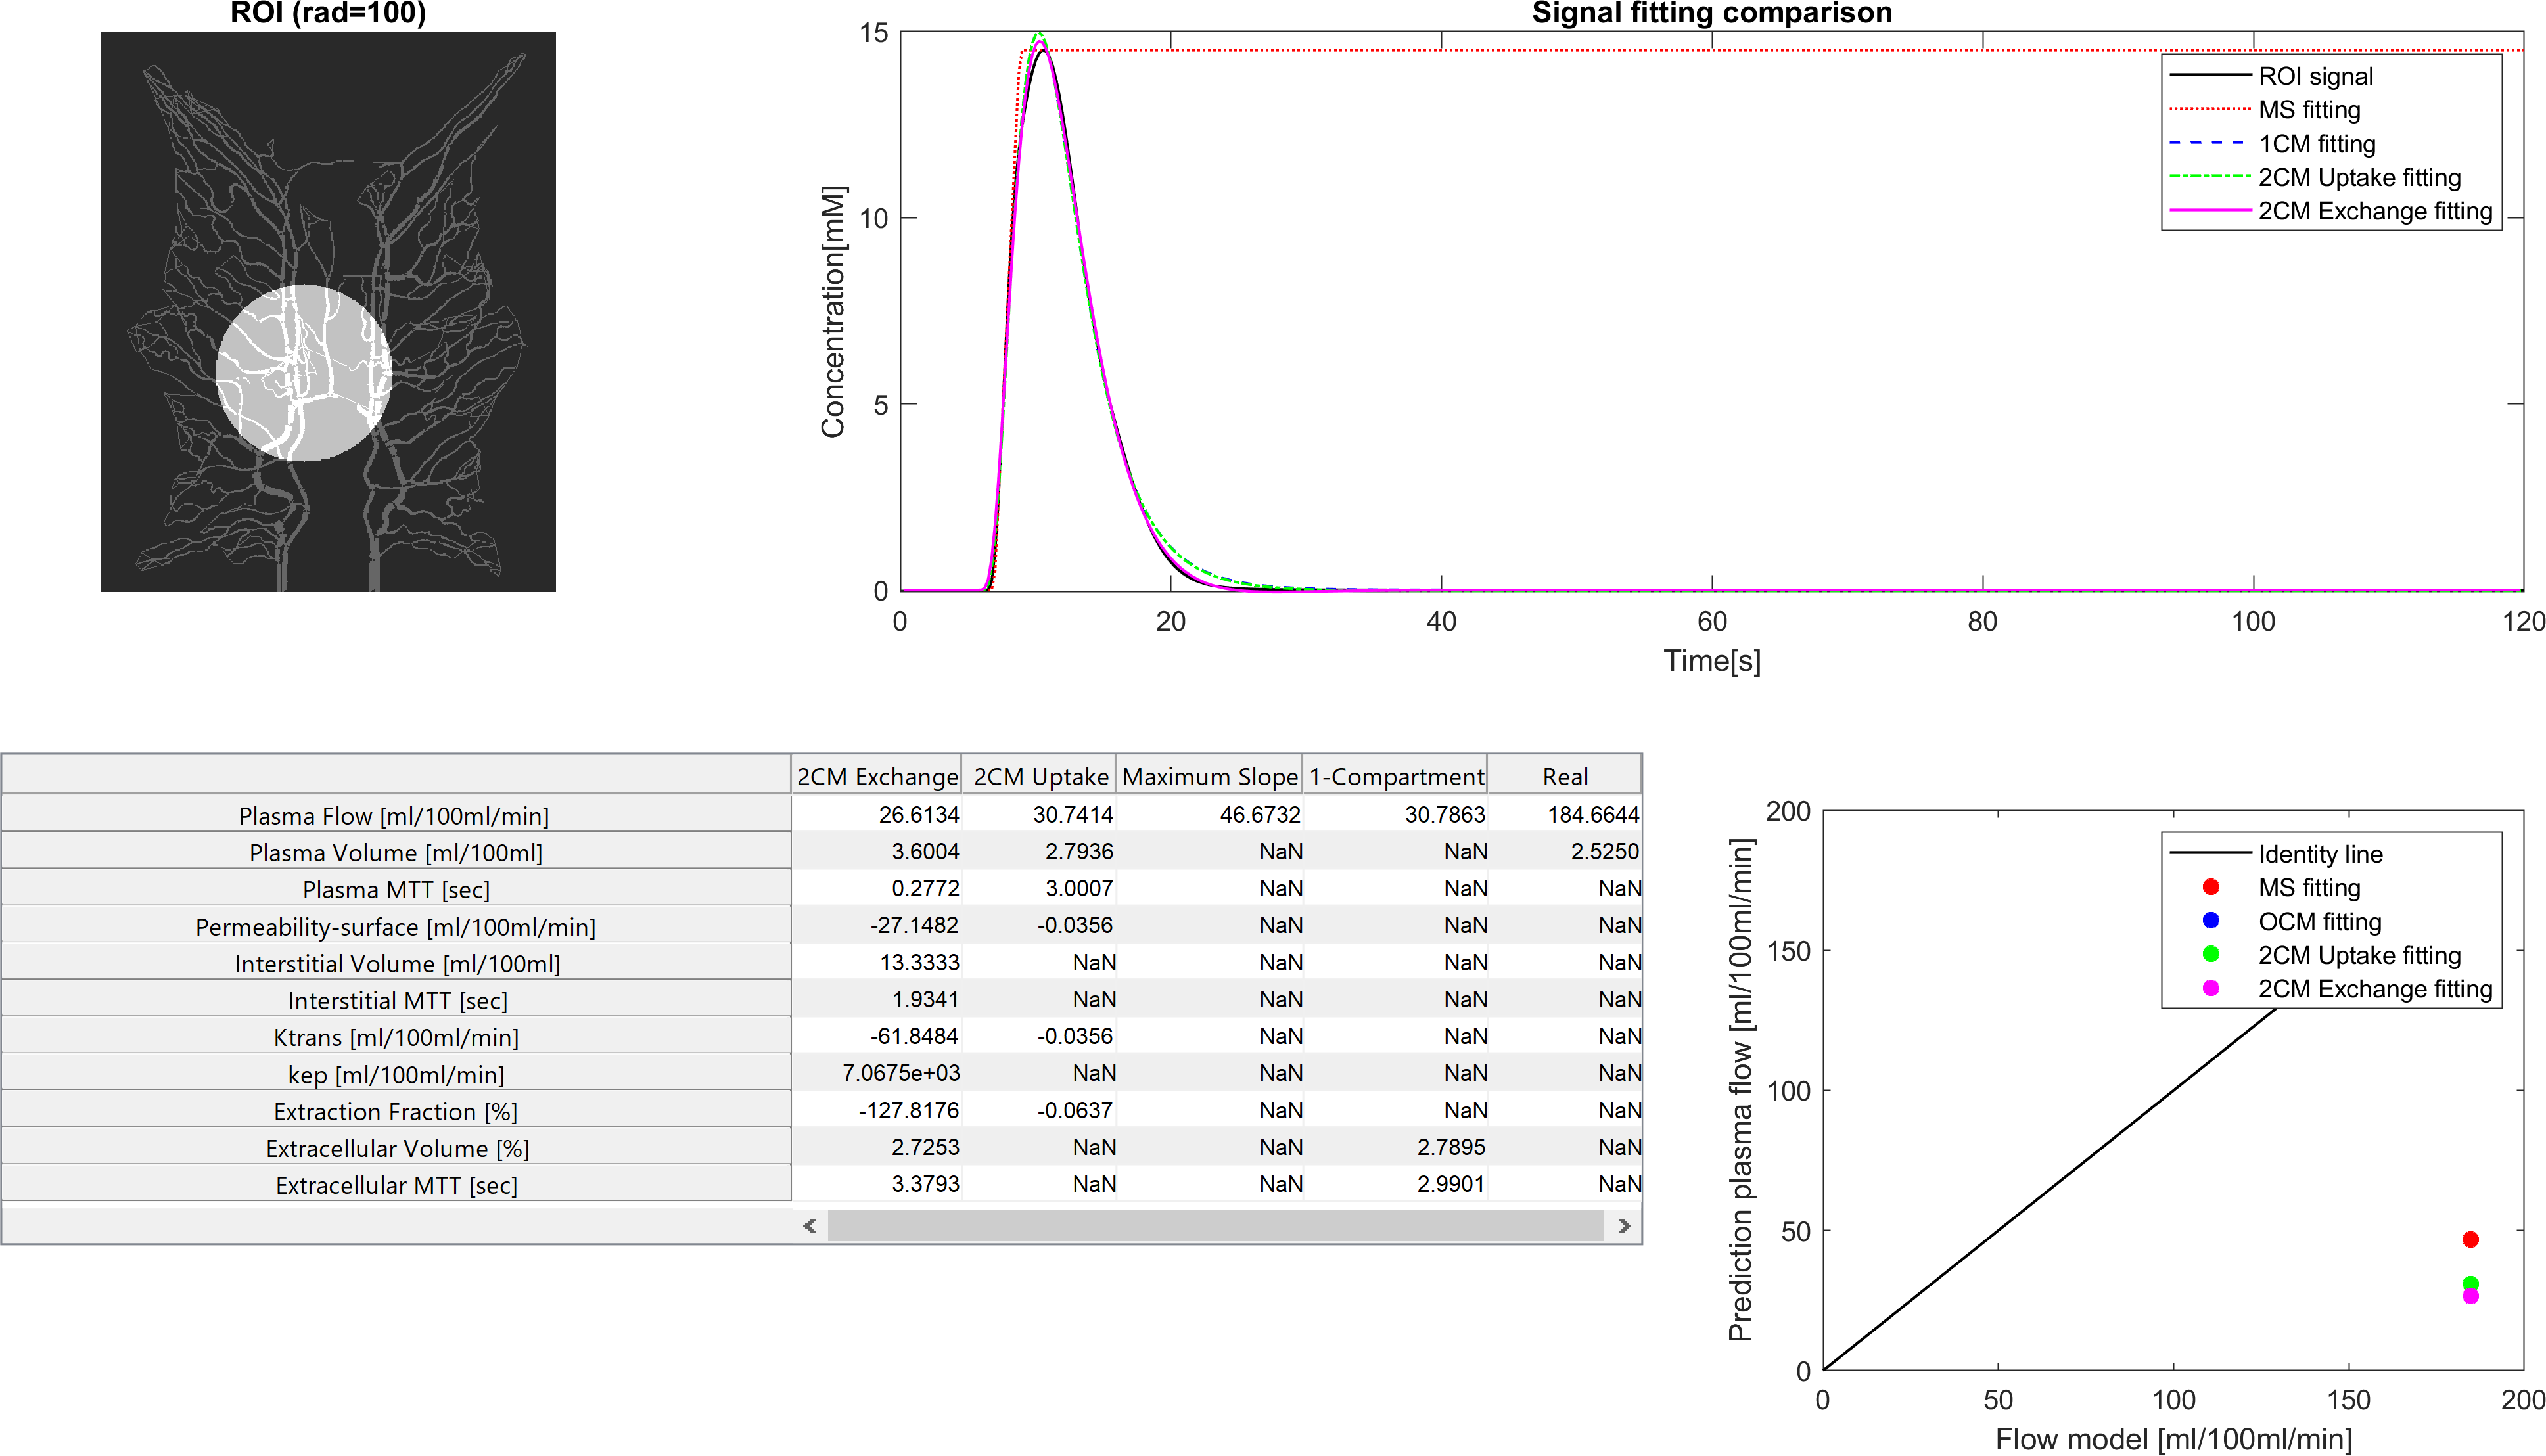 ROI (rad=100)
Signal fitting comparison
Concentration[mM]
15
10
5
0
0 20 40 60 80 100 120
Time[s]
ROI signal
MS fitting
1CM fitting
2CM Uptake fitting
2CM Exchange fitting
2CM Exchange 2CM Uptake Maximum Slope 1-Compartment Real
Plasma Flow [ml/100ml/min] 26.6134 30.7414 46.6732 30.7863 184.6644
Plasma Volume [ml/100ml] 3.6004 2.7936 NaN NaN 2.5250
Plasma MTT [sec] 0.2772 3.0007 NaN NaN NaN
Permeability-surface [ml/100ml/min] -27.1482 -0.0356 NaN NaN NaN
Interstitial Volume [ml/100ml] 13.3333 NaN NaN NaN NaN
Interstitial MTT [sec] 1.9341 NaN NaN NaN NaN
Ktrans [ml/100ml/min] -61.8484 -0.0356 NaN NaN NaN
kep [ml/100ml/min] 7.0675e+03 NaN NaN NaN NaN
Extraction Fraction [%] -127.8176 -0.0637 NaN NaN NaN
Extracellular Volume [%] 2.7253 NaN NaN 2.7895 NaN
Extracellular MTT [sec] 3.3793 NaN NaN 2.9901 NaN
Prediction plasma flow [ml/100ml/min]
200
150
100
50
0
0 50 100 150 200
Flow model [ml/100ml/min]
Identity line
MS fitting
OCM fitting
2CM Uptake fitting
2CM Exchange fitting